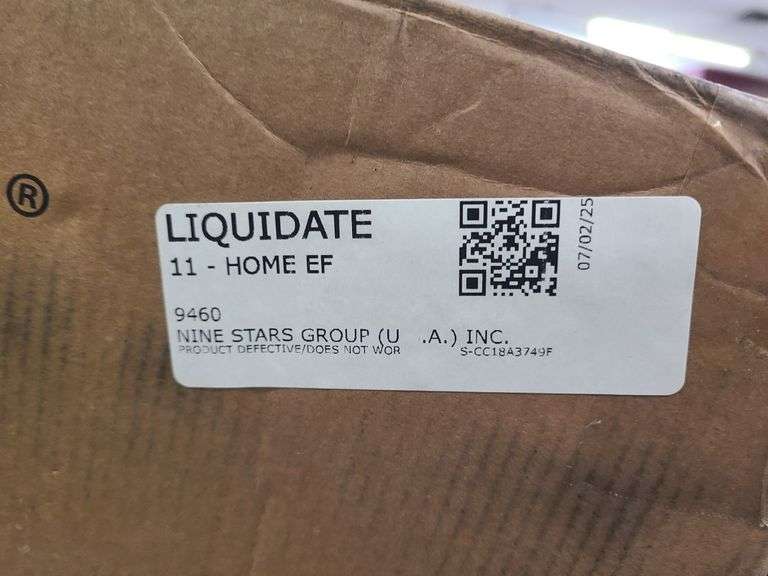 ®
LIQUIDATE
11 - HOME EF
07/02/25
9460
NINE STARS GROUP (U .A.) INC.
PRODUCT DEFECTIVE/DOES NOT WOR
S-CC18A3749F